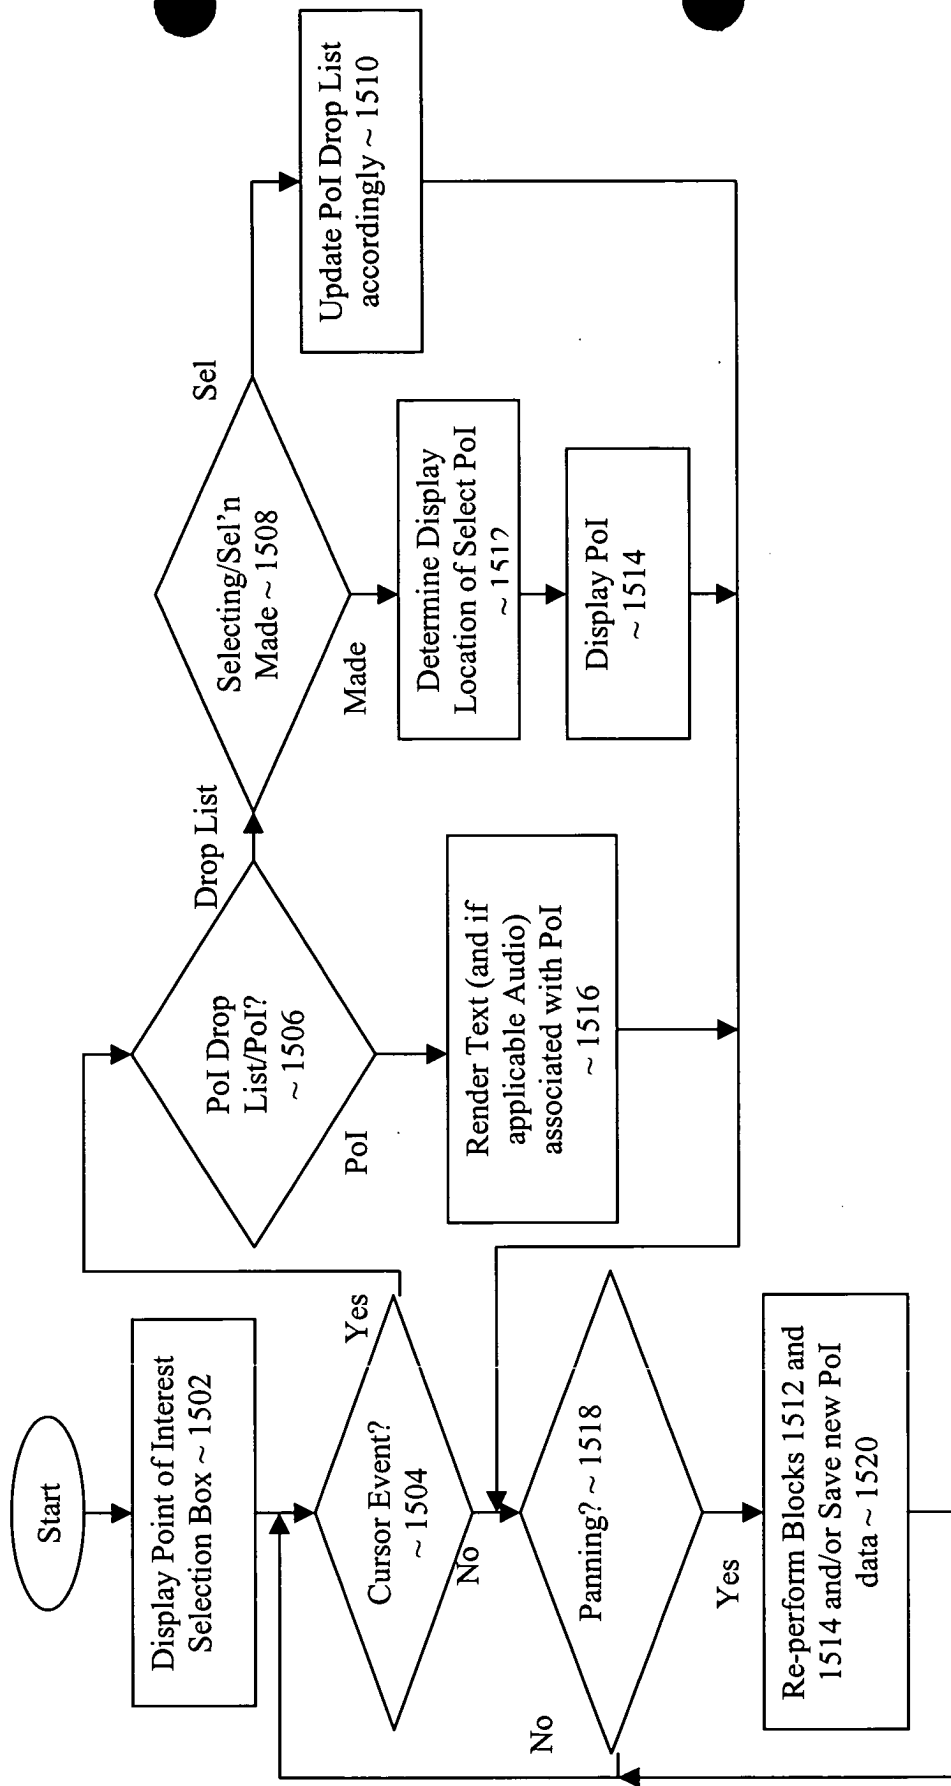 Start
Display Point of Interest
Selection Box ~ 1502
Cursor Event?
~ 1504
Yes
No
PoI Drop
List/PoI?
~ 1506
Drop List
PoI
Selecting/Sel'n
Made ~ 1508
Sel
Made
Update PoI Drop List
accordingly ~ 1510
Determine Display
Location of Select PoI
~ 1512
Display PoI
~ 1514
Render Text (and if
applicable Audio)
associated with PoI
~ 1516
Panning? ~ 1518
No
Yes
Re-perform Blocks 1512 and
1514 and/or Save new PoI
data ~ 1520